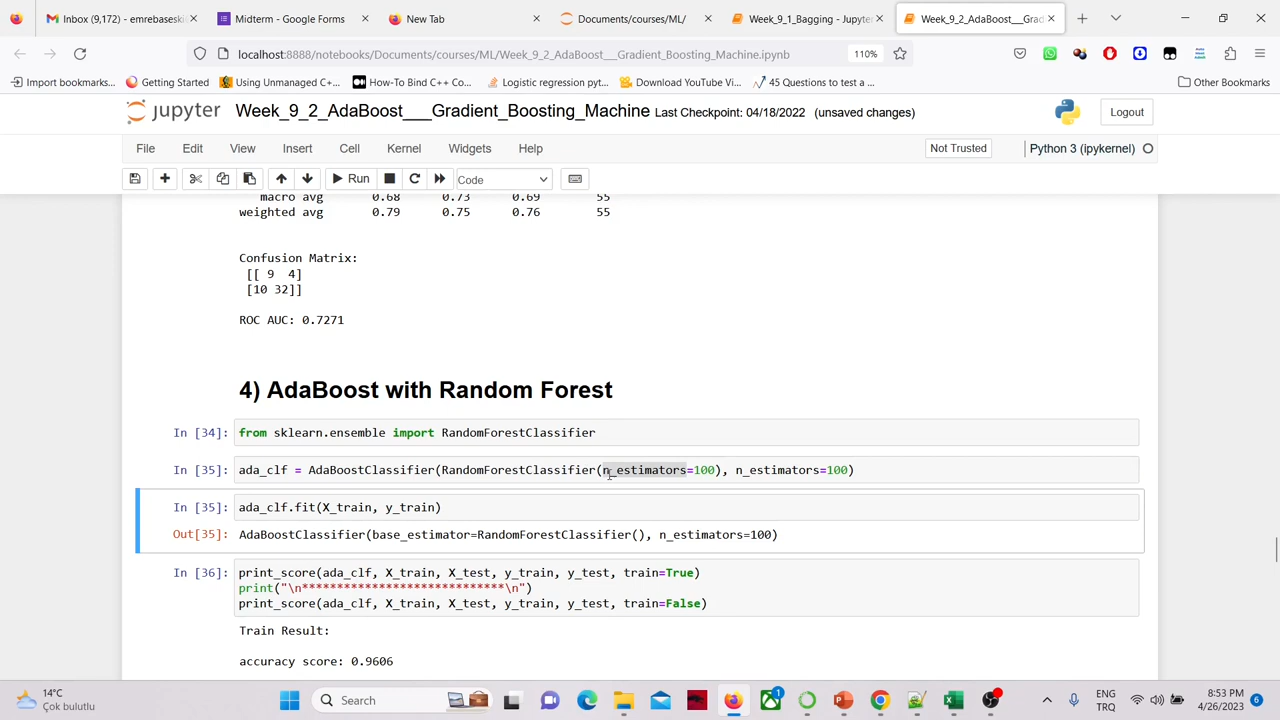 Inbox (9,172) - emrebaseski
Midterm - Google Forms
New Tab
Documents/courses/ML/
Week_9_1_Bagging - Jupyter
Week_9_2_AdaBoost__Grad
localhost:8888/notebooks/Documents/courses/ML/Week_9_2_AdaBoost__Gradient_Boosting_Machine.ipynb
110%
Import bookmarks...
Getting Started
Using Unmanaged C+...
How-To Bind C++ Co...
Logistic regression pyt...
Download YouTube Vi...
45 Questions to test a ...
Other Bookmarks
jupyter
Week_9_2_AdaBoost___Gradient_Boosting_Machine Last Checkpoint: 04/18/2022 (unsaved changes)
Logout
File Edit View Insert Cell Kernel Widgets Help
Not Trusted
Python 3 (ipykernel)
Run
Code
macro avg 0.68 0.73 0.69 55
weighted avg 0.79 0.75 0.76 55
Confusion Matrix:
[[ 9 4]
[10 32]]
ROC AUC: 0.7271
4) AdaBoost with Random Forest
In [34]: from sklearn.ensemble import RandomForestClassifier
In [35]: ada_clf = AdaBoostClassifier(RandomForestClassifier(n_estimators=100), n_estimators=100)
In [35]: ada_clf.fit(X_train, y_train)
Out[35]: AdaBoostClassifier(base_estimator=RandomForestClassifier(), n_estimators=100)
In [36]: print_score(ada_clf, X_train, X_test, y_train, y_test, train=True)
print("\n****************************\n")
print_score(ada_clf, X_train, X_test, y_train, y_test, train=False)
Train Result:
accuracy score: 0.9606
14°C
Çok bulutlu
Search
1
ENG
TRQ
8:53 PM
4/26/2023
6